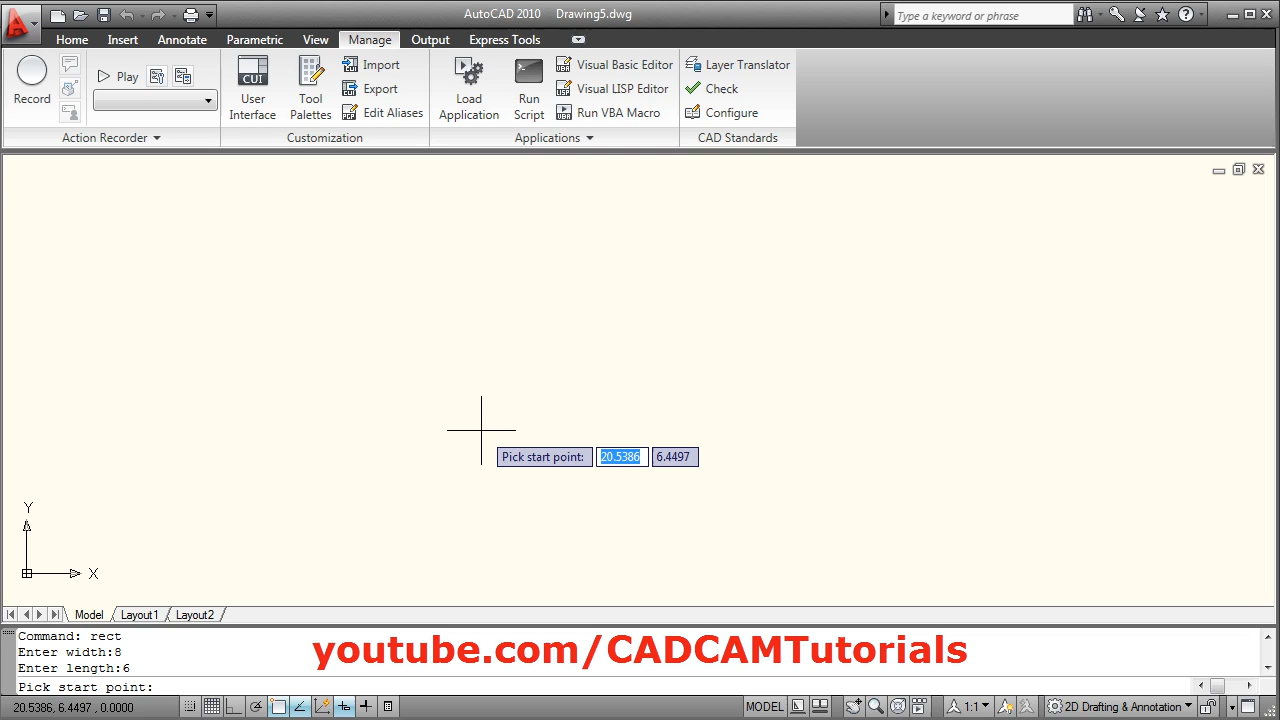 AutoCAD 2010 Drawing5.dwg
Type a keyword or phrase
Home Insert Annotate Parametric View Manage Output Express Tools
Record
Play
Action Recorder
CUI
User Interface
Tool Palettes
Import
Export
Edit Aliases
Customization
Load Application
Run Script
Visual Basic Editor
Visual LISP Editor
Run VBA Macro
Applications
Layer Translator
Check
Configure
CAD Standards
Pick start point: 20.5386 6.4497
Y
X
Model Layout1 Layout2
Command: rect
Enter width:8
Enter length:6
Pick start point:
youtube.com/CADCAMTutorials
20.5386, 6.4497 , 0.0000
MODEL
1:1
2D Drafting & Annotation